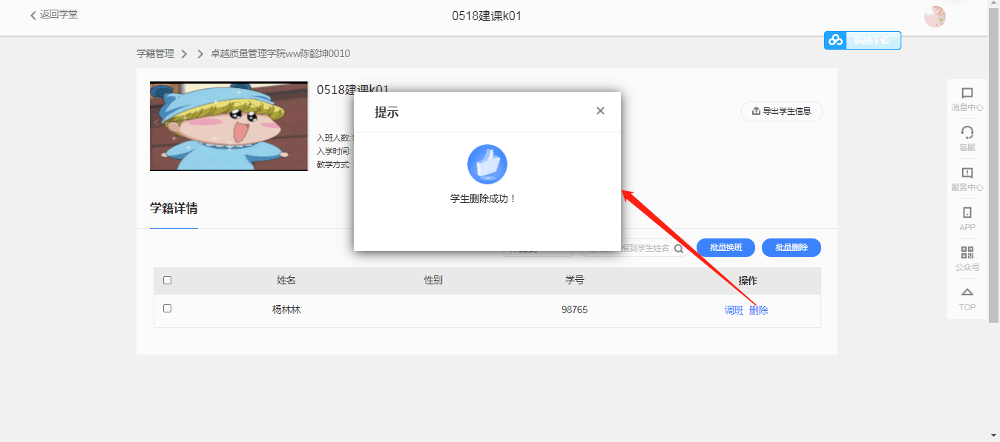 返回学堂
0518建课k01
学籍管理
卓越质量管理学院ww陈懿坤0010
0518建课k01
提示
导出学生信息
入班人数:
入学时间:
教学方式:
学生删除成功！
学籍详情
报到学生姓名
批量换班
批量删除
姓名 性别 学号 操作
杨林林 98765 调班 删除
消息中心
客服
服务中心
APP
公众号
TOP